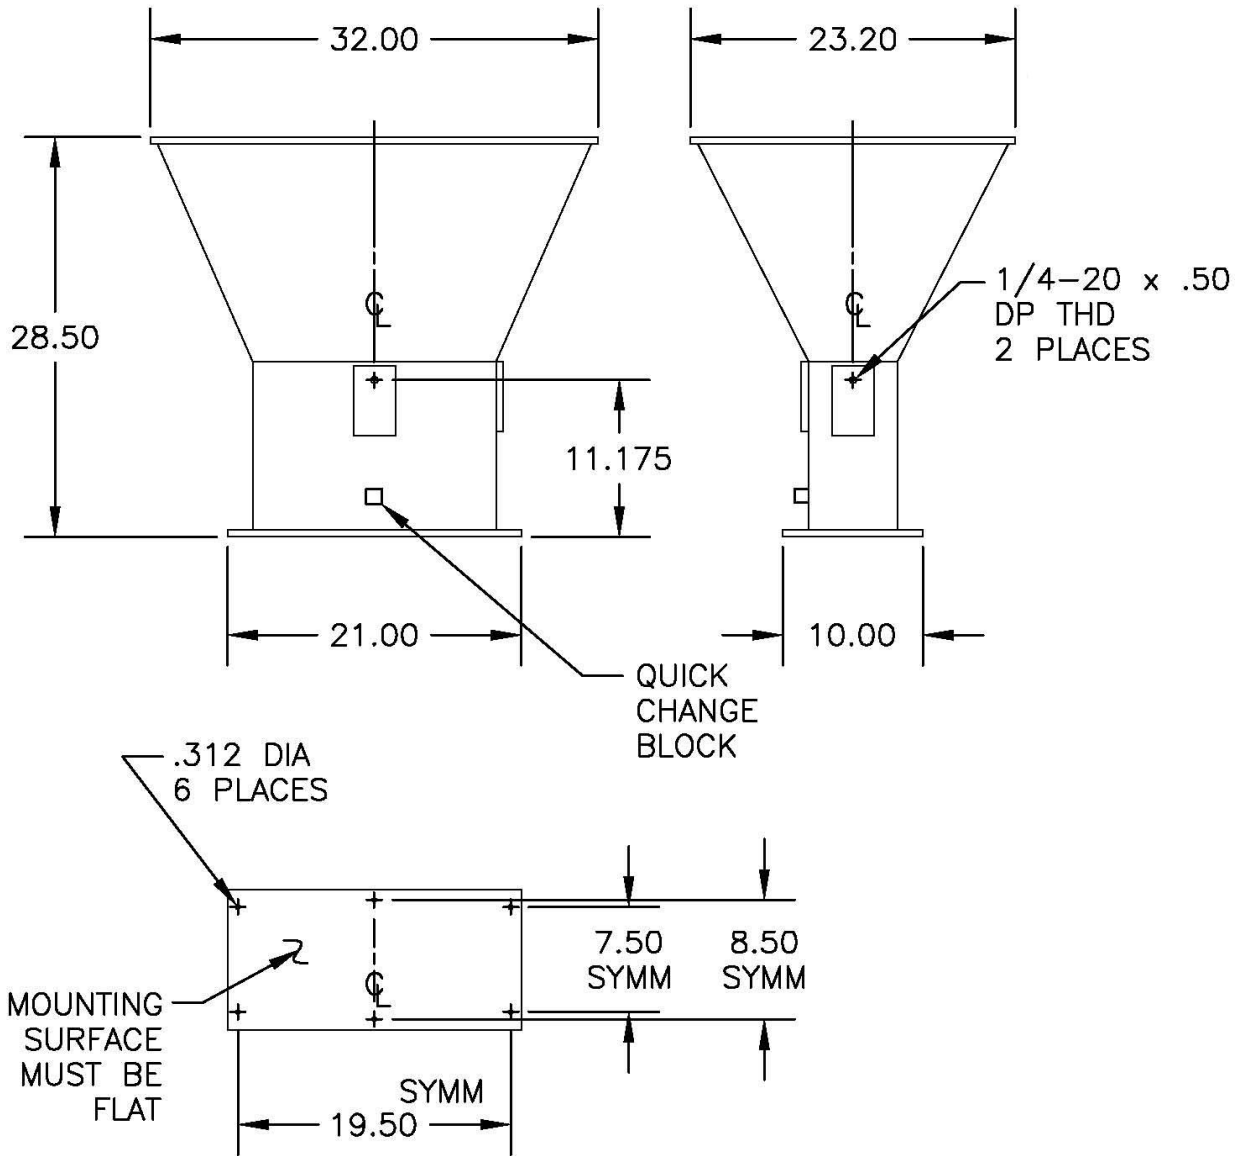 32.00
23.20
1/4-20 x .50
DP THD
2 PLACES
℄
℄
28.50
11.175
21.00
10.00
QUICK
CHANGE
BLOCK
.312 DIA
6 PLACES
7.50
SYMM
8.50
SYMM
℄
MOUNTING
SURFACE
MUST BE
FLAT
SYMM
19.50